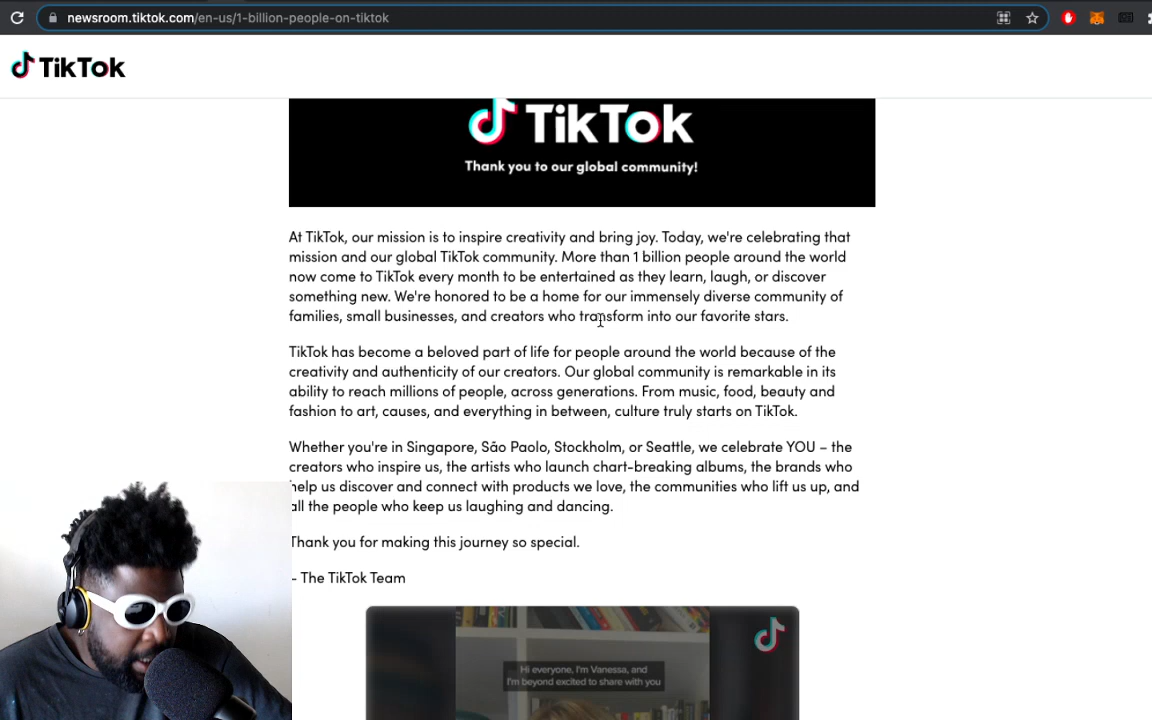 newsroom.tiktok.com/en-us/1-billion-people-on-tiktok
TikTok
TikTok
Thank you to our global community!
At TikTok, our mission is to inspire creativity and bring joy. Today, we're celebrating that
mission and our global TikTok community. More than 1 billion people around the world
now come to TikTok every month to be entertained as they learn, laugh, or discover
something new. We're honored to be a home for our immensely diverse community of
families, small businesses, and creators who transform into our favorite stars.
TikTok has become a beloved part of life for people around the world because of the
creativity and authenticity of our creators. Our global community is remarkable in its
ability to reach millions of people, across generations. From music, food, beauty and
fashion to art, causes, and everything in between, culture truly starts on TikTok.
Whether you're in Singapore, São Paolo, Stockholm, or Seattle, we celebrate YOU – the
creators who inspire us, the artists who launch chart-breaking albums, the brands who
help us discover and connect with products we love, the communities who lift us up, and
all the people who keep us laughing and dancing.
Thank you for making this journey so special.
- The TikTok Team
Hi everyone, I'm Vanessa, and
I'm beyond excited to share with you